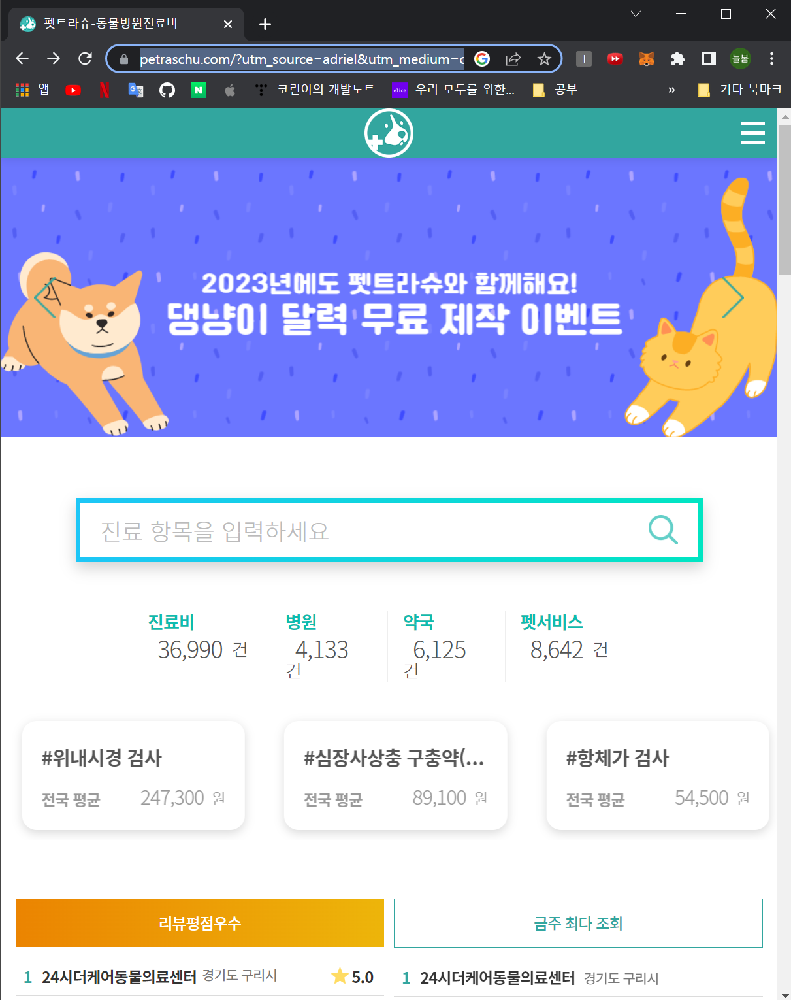 펫트라슈-동물병원진료비
petraschu.com/?utm_source=adriel&utm_medium=c
늘봄
앱
코린이의 개발노트
elice
우리 모두를 위한...
공부
»
기타 북마크
2023년에도 펫트라슈와 함께해요!
댕냥이 달력 무료 제작 이벤트
진료 항목을 입력하세요
진료비
36,990 건
병원
4,133
건
약국
6,125
건
펫서비스
8,642 건
#위내시경 검사
전국 평균 247,300 원
#심장사상충 구충약(...
전국 평균 89,100 원
#항체가 검사
전국 평균 54,500 원
리뷰평점우수
금주 최다 조회
1 24시더케어동물의료센터 경기도 구리시 5.0
1 24시더케어동물의료센터 경기도 구리시